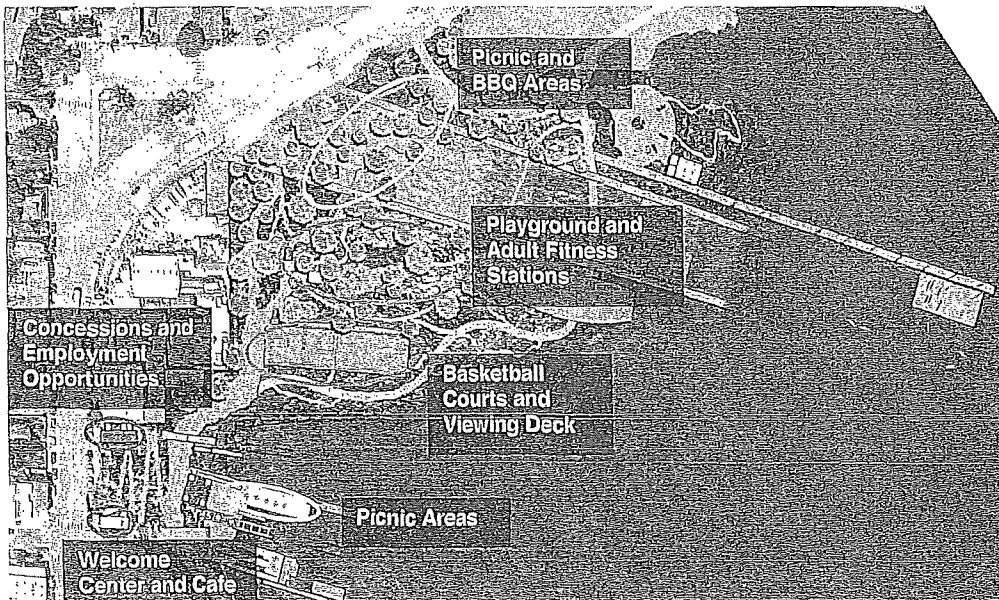 Picnic and
BBQ Areas
Playground and
Adult Fitness
Stations
Concessions and
Employment
Opportunities
Basketball
Courts and
Viewing Deck
Picnic Areas
Welcome
Center and Cafe